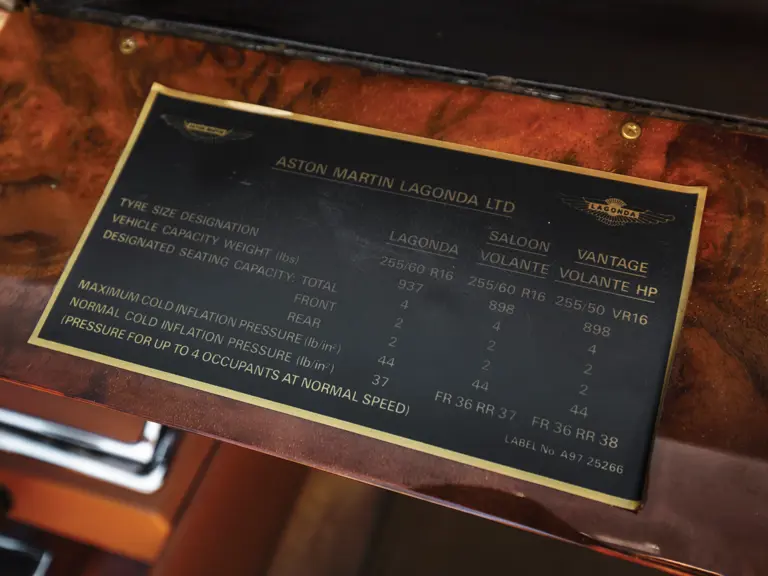 ASTON MARTIN
ASTON MARTIN LAGONDA LTD
LAGONDA
LAGONDA SALOON VANTAGE
VOLANTE VOLANTE HP
TYRE SIZE DESIGNATION 255/60 R16 255/60 R16 255/50 VR16
VEHICLE CAPACITY WEIGHT (lbs) 937 898 898
DESIGNATED SEATING CAPACITY: TOTAL 4 4 4
FRONT 2 2 2
REAR 2 2 2
MAXIMUM COLD INFLATION PRESSURE (lb/in²) 44 44 44
NORMAL COLD INFLATION PRESSURE (lb/in²) 37 FR 36 RR 37 FR 36 RR 38
(PRESSURE FOR UP TO 4 OCCUPANTS AT NORMAL SPEED)
LABEL No. A97-25266